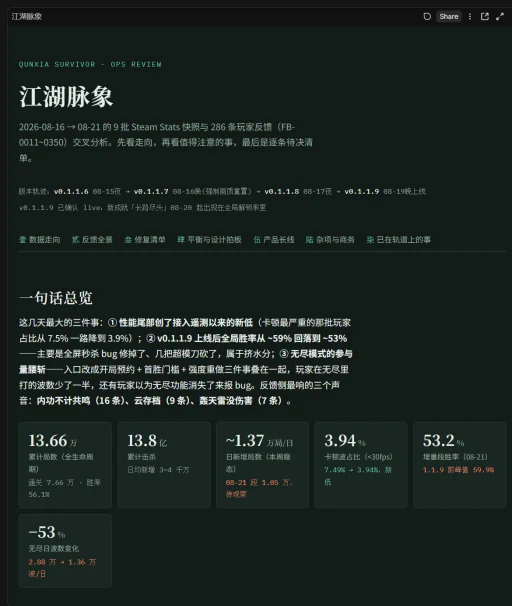 江湖脉象
Share
QUNXIA SURVIVOR · OPS REVIEW
江湖脉象
2026-08-16 → 08-21 的 9 批 Steam Stats 快照与 286 条玩家反馈（FB-
0011~0350）交叉分析。先看走向，再看值得注意的事，最后是逐条待决清
单。
版本轨迹：v0.1.1.6 08-15夜 → v0.1.1.7 08-16晚(强制画质重置) → v0.1.1.8 08-17夜 → v0.1.1.9 08-19晚上线
v0.1.1.9 已确认 live：新成就「长路尽头」08-20 起出现在全局解锁率里
壹 数据走向 贰 反馈全景 叁 修复清单 肆 平衡与设计拍板 伍 产品长线 陆 杂项与商务 柒 已在轨道上的事
一句话总览
这几天最大的三件事：① 性能尾部创了接入遥测以来的新低（卡顿最严重的那批玩家
占比从 7.5% 一路降到 3.9%）；② v0.1.1.9 上线后全局胜率从 ~59% 回落到 ~53%
——主要是全屏秒杀 bug 修掉了、几把超模刀砍了，属于挤水分；③ 无尽模式的参与
量腰斩——入口改成开局预约 + 首胜门槛 + 强度重做三件事叠在一起，玩家在无尽里
打的波数少了一半，还有玩家以为无尽功能消失了来报 bug。反馈侧最响的三个声
音：内功不计共鸣（16 条）、云存档（9 条）、轰天雷没伤害（7 条）。
13.66 万
累计局数（全生命周
期）
通关 7.66 万 · 胜率
56.1%
13.8 亿
累计击杀
日均新增 3~4 千万
~1.37 万局/日
日新增局数（本周稳
态）
08-21 段 1.05 万，
待观察
3.94 %
卡顿波占比（<30fps）
7.49% → 3.94%，新
低
53.2 %
增量段胜率（08-21）
1.1.9 前峰值 59.9%
−53 %
无尽日波数变化
2.88 万 → 1.36 万
波/日